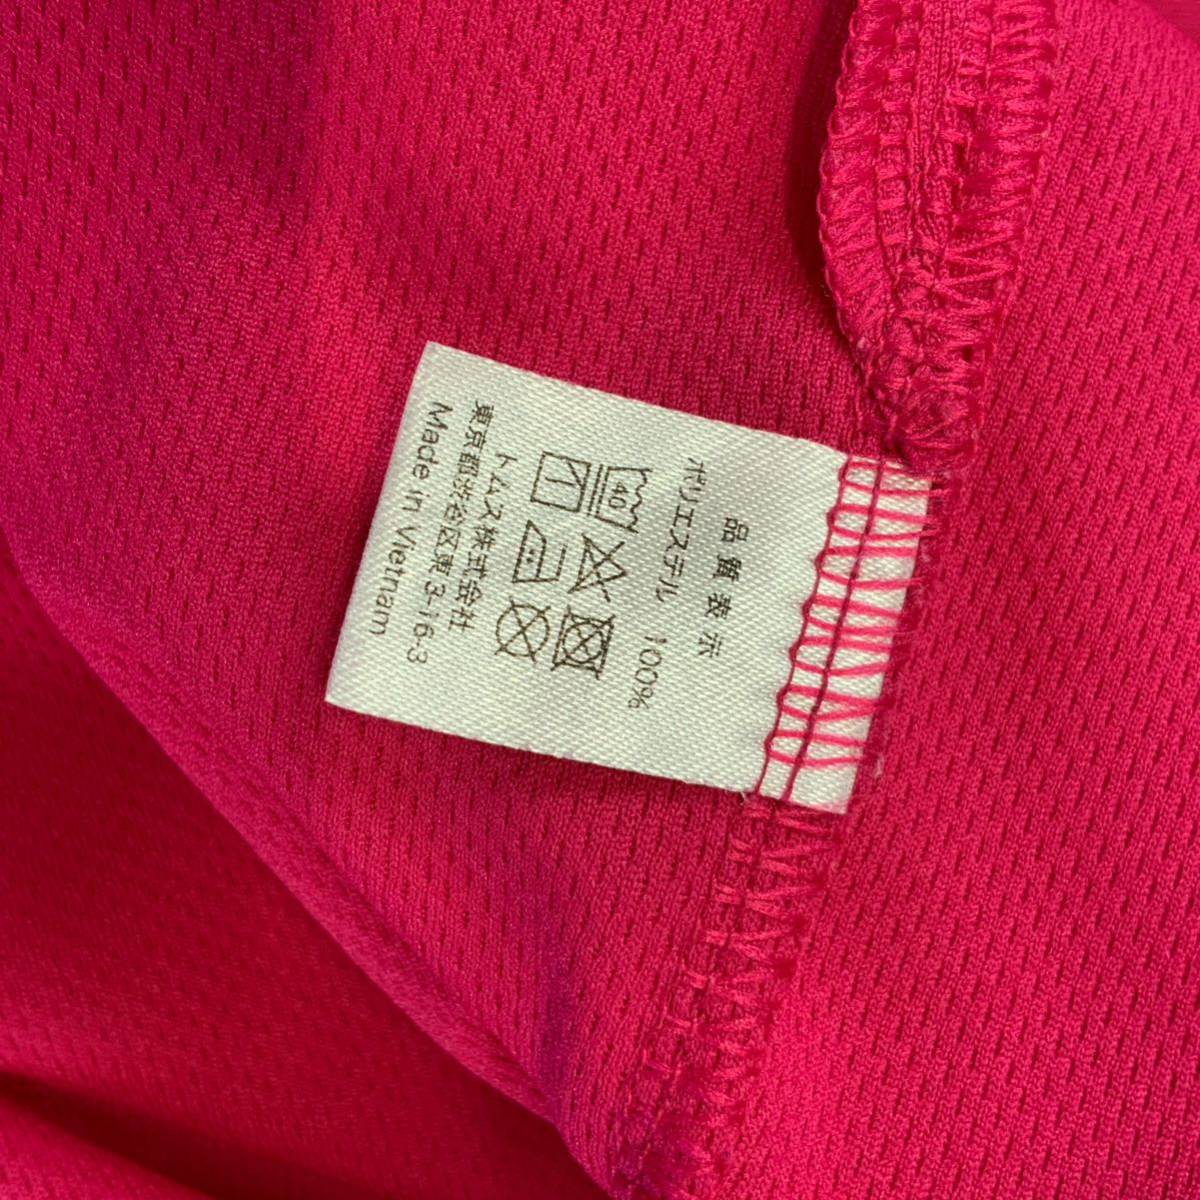 品質表示
ポリエステル 100%
40
トムス株式会社
東京都渋谷区東3-16-3
Made in Vietnam